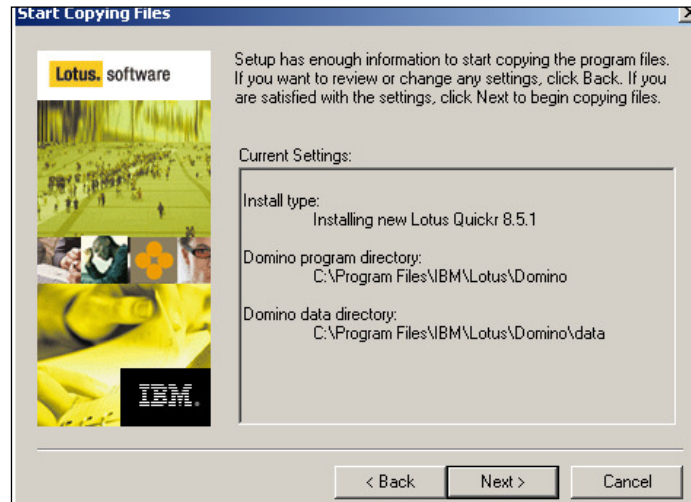 Start Copying Files
Lotus. software
Setup has enough information to start copying the program files.
If you want to review or change any settings, click Back. If you
are satisfied with the settings, click Next to begin copying files.
Current Settings:
Install type:
Installing new Lotus Quickr 8.5.1
Domino program directory:
C:\Program Files\IBM\Lotus\Domino
Domino data directory:
C:\Program Files\IBM\Lotus\Domino\data
IBM.
< Back
Next >
Cancel